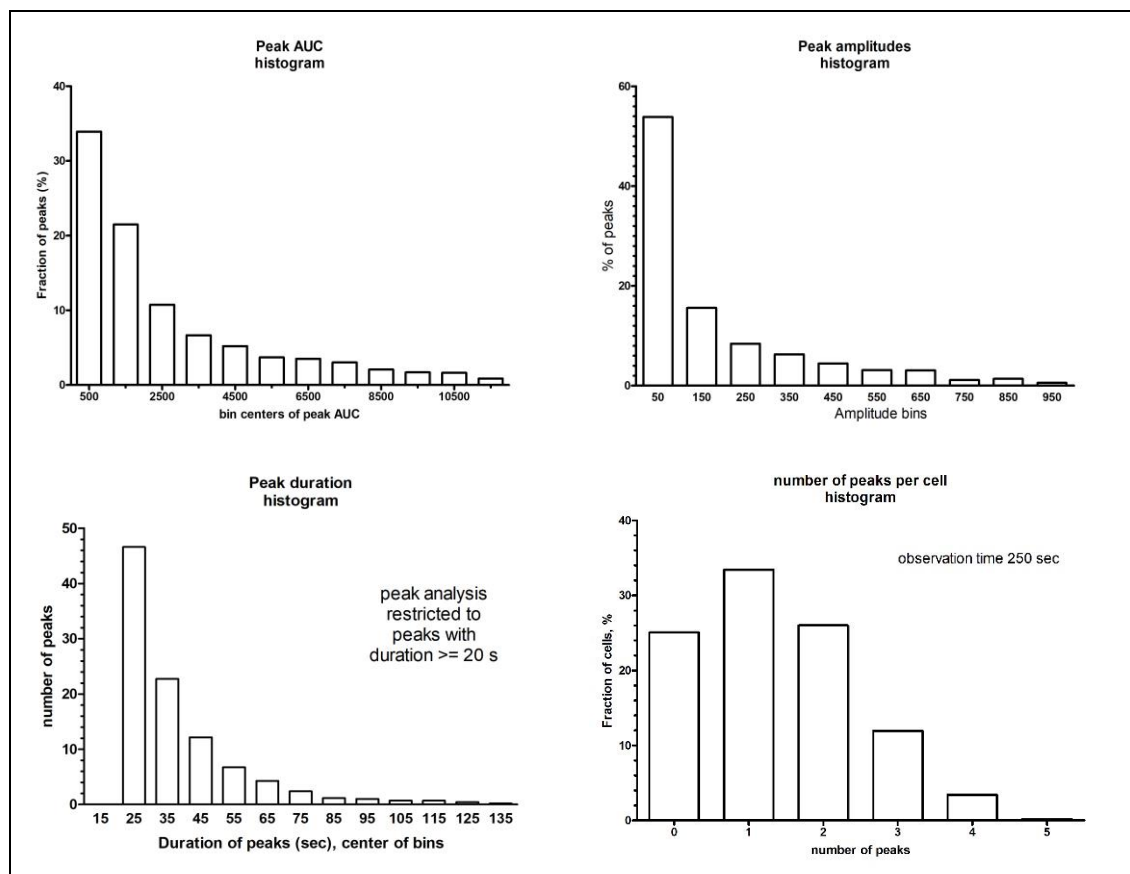 Peak AUC
histogram
40
30
20
10
0
Fraction of peaks (%)
500 2500 4500 6500 8500 10500
bin centers of peak AUC
Peak amplitudes
histogram
60
40
20
0
% of peaks
50 150 250 350 450 550 650 750 850 950
Amplitude bins
Peak duration
histogram
50
40
30
20
10
0
number of peaks
peak analysis
restricted to
peaks with
duration >= 20 s
15 25 35 45 55 65 75 85 95 105 115 125 135
Duration of peaks (sec), center of bins
number of peaks per cell
histogram
40
30
20
10
0
Fraction of cells, %
observation time 250 sec
0 1 2 3 4 5
number of peaks